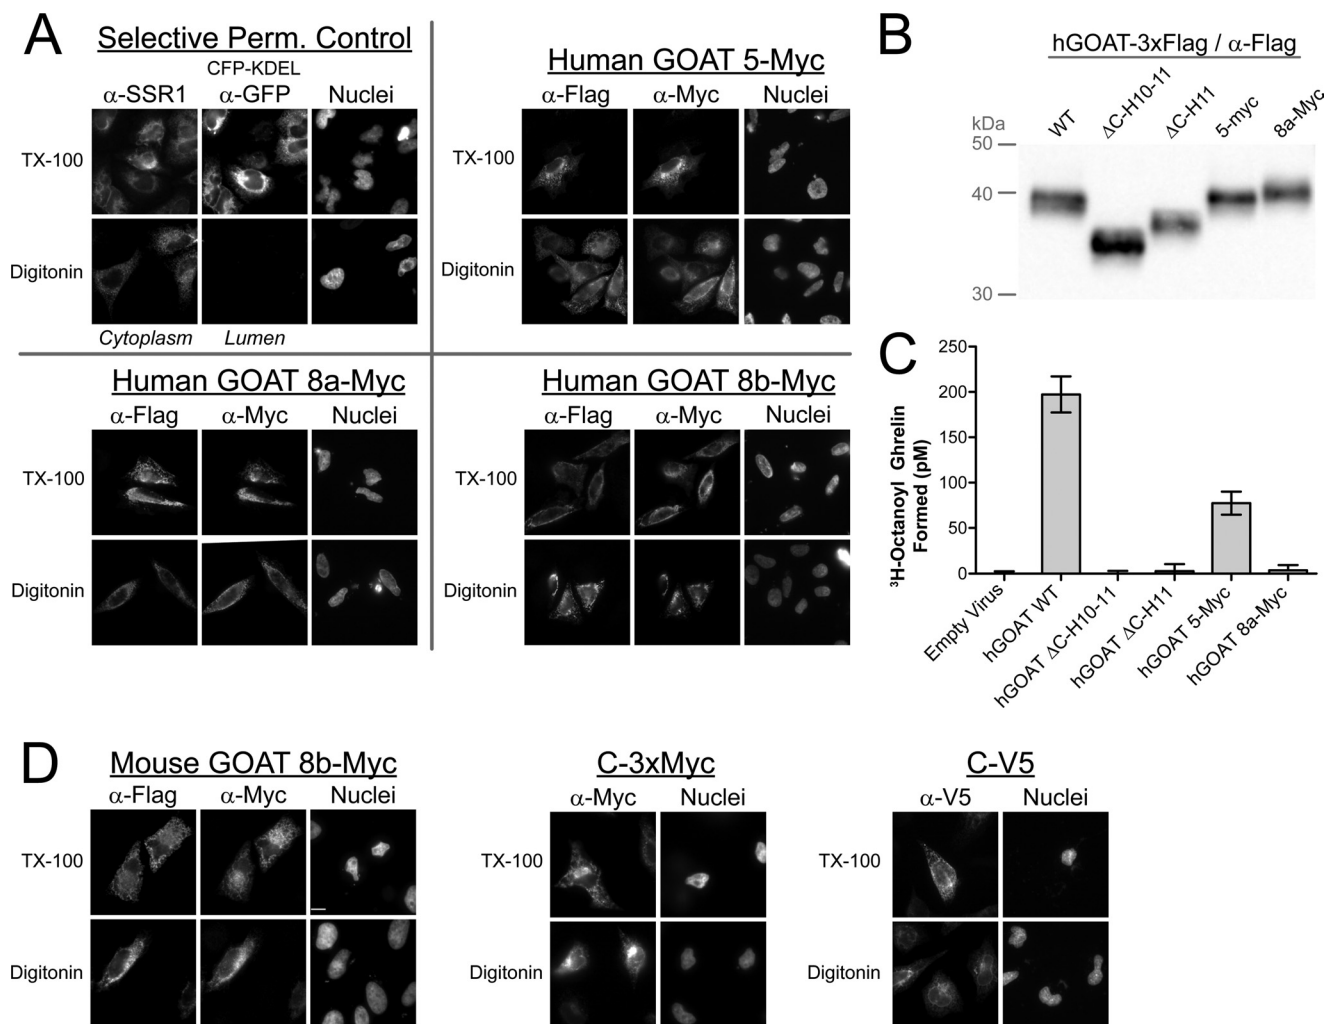 A
Selective Perm. Control
CFP-KDEL
α-SSR1 α-GFP Nuclei
TX-100
Digitonin
Cytoplasm Lumen
Human GOAT 5-Myc
α-Flag α-Myc Nuclei
TX-100
Digitonin
Human GOAT 8a-Myc
α-Flag α-Myc Nuclei
TX-100
Digitonin
Human GOAT 8b-Myc
α-Flag α-Myc Nuclei
TX-100
Digitonin
B
hGOAT-3xFlag / α-Flag
WT ΔC-H10-11 ΔC-H11 5-myc 8a-Myc
kDa
50
40
30
C
³H-Octanoyl Ghrelin
Formed (pM)
250
200
150
100
50
0
Empty Virus
hGOAT WT
hGOAT ΔC-H10-11
hGOAT ΔC-H11
hGOAT 5-Myc
hGOAT 8a-Myc
D
Mouse GOAT 8b-Myc
α-Flag α-Myc Nuclei
TX-100
Digitonin
C-3xMyc
α-Myc Nuclei
TX-100
Digitonin
C-V5
α-V5 Nuclei
TX-100
Digitonin